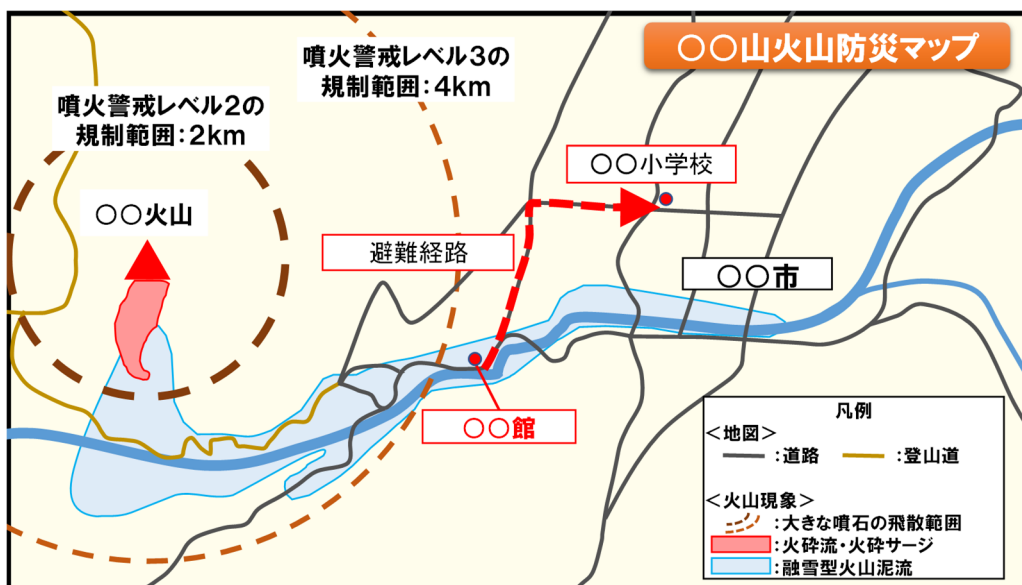 ○○山火山防災マップ
噴火警戒レベル3の
規制範囲:4km
噴火警戒レベル2の
規制範囲:2km
○○火山
○○小学校
避難経路
○○市
○○館
凡例
<地図>
:道路
:登山道
<火山現象>
:大きな噴石の飛散範囲
:火砕流・火砕サージ
:融雪型火山泥流